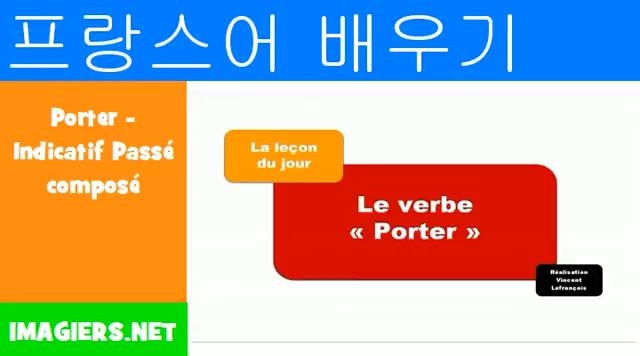 프랑스어 배우기
Porter -
Indicatif Passé
composé
La leçon
du jour
Le verbe
« Porter »
Réalisation
Vincent
Lefrançois
IMAGIERS.NET